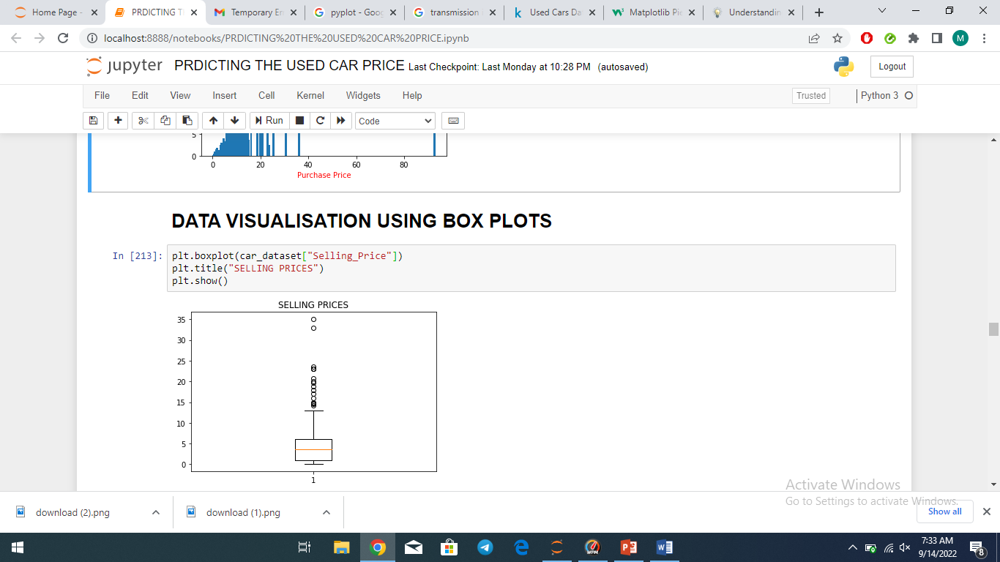 Home Page -
PRDICTING T
Temporary En
pyplot - Goog
transmission
Used Cars Da
Matplotlib Pie
Understandin
localhost:8888/notebooks/PRDICTING%20THE%20USED%20CAR%20PRICE.ipynb
M
jupyter PRDICTING THE USED CAR PRICE Last Checkpoint: Last Monday at 10:28 PM (autosaved)
Logout
File Edit View Insert Cell Kernel Widgets Help
Trusted
Python 3
Run
Code
5
0
0 20 40 60 80
Purchase Price
DATA VISUALISATION USING BOX PLOTS
In [213]:
plt.boxplot(car_dataset["Selling_Price"])
plt.title("SELLING PRICES")
plt.show()
SELLING PRICES
35
30
25
20
15
10
5
0
1
Activate Windows
Go to Settings to activate Windows.
download (2).png
download (1).png
Show all
7:33 AM
9/14/2022
8